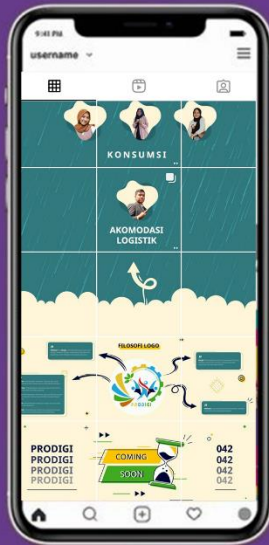 9:41 PM
username
KONSUMSI
AKOMODASI
LOGISTIK
FILOSOFI LOGO
PRODIGI
PRODIGI
PRODIGI
PRODIGI
PRODIGI
COMING
SOON
042
042
042
042